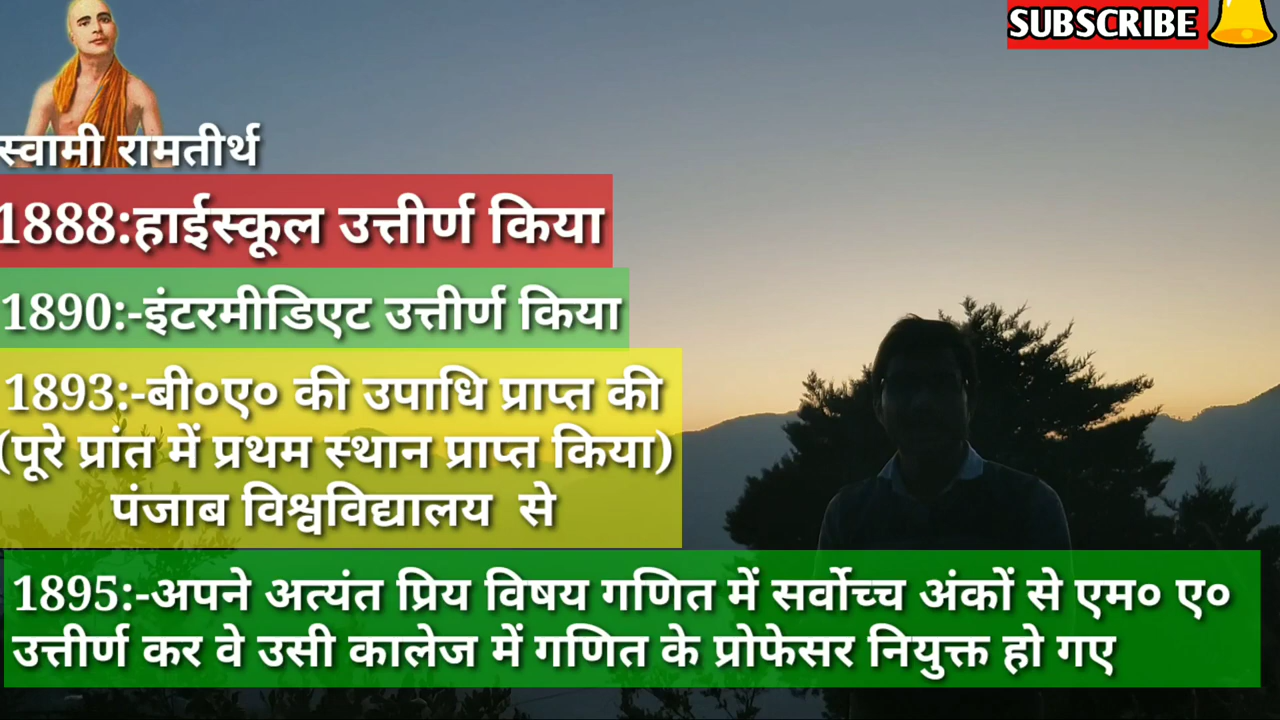 SUBSCRIBE
स्वामी रामतीर्थ
1888:हाईस्कूल उत्तीर्ण किया
1890:-इंटरमीडिएट उत्तीर्ण किया
1893:-बी०ए० की उपाधि प्राप्त की
(पूरे प्रांत में प्रथम स्थान प्राप्त किया)
पंजाब विश्वविद्यालय से
1895:-अपने अत्यंत प्रिय विषय गणित में सर्वोच्च अंकों से एम० ए०
उत्तीर्ण कर वे उसी कालेज में गणित के प्रोफेसर नियुक्त हो गए